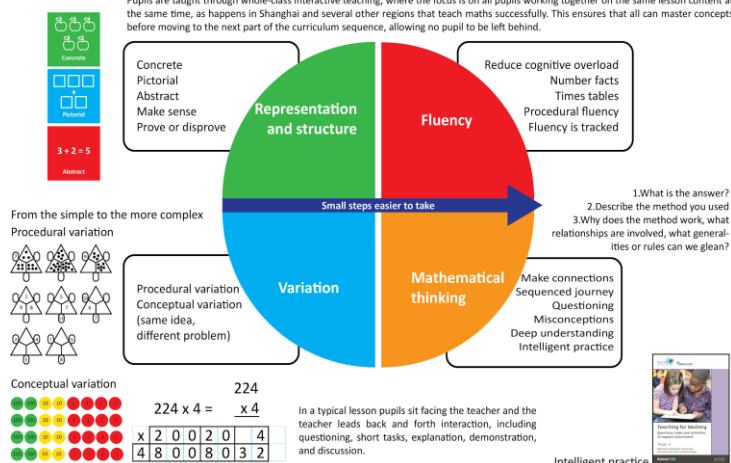 Pupils are taught through whole-class interactive teaching, where the focus is on all pupils working together on the same lesson content at
the same time, as happens in Shanghai and several other regions that teach maths successfully. This ensures that all can master concepts
before moving to the next part of the curriculum sequence, allowing no pupil to be left behind.
Concrete
Pictorial
3 + 2 = 5
Abstract
Concrete
Pictorial
Abstract
Make sense
Prove or disprove
Representation
and structure
Fluency
Reduce cognitive overload
Number facts
Times tables
Procedural fluency
Fluency is tracked
Small steps easier to take
1.What is the answer?
2.Describe the method you used
3.Why does the method work, what
relationships are involved, what general-
ities or rules can we glean?
From the simple to the more complex
Procedural variation
Procedural variation
Conceptual variation
(same idea,
different problem)
Variation
Mathematical
thinking
Make connections
Sequenced journey
Questioning
Misconceptions
Deep understanding
Intelligent practice
Conceptual variation
224 x 4 =
224
x 4
x 2 0 0 2 0 4
4 8 0 0 8 0 3 2
In a typical lesson pupils sit facing the teacher and the
teacher leads back and forth interaction, including
questioning, short tasks, explanation, demonstration,
and discussion.
Teaching for Mastery
Intelligent practice